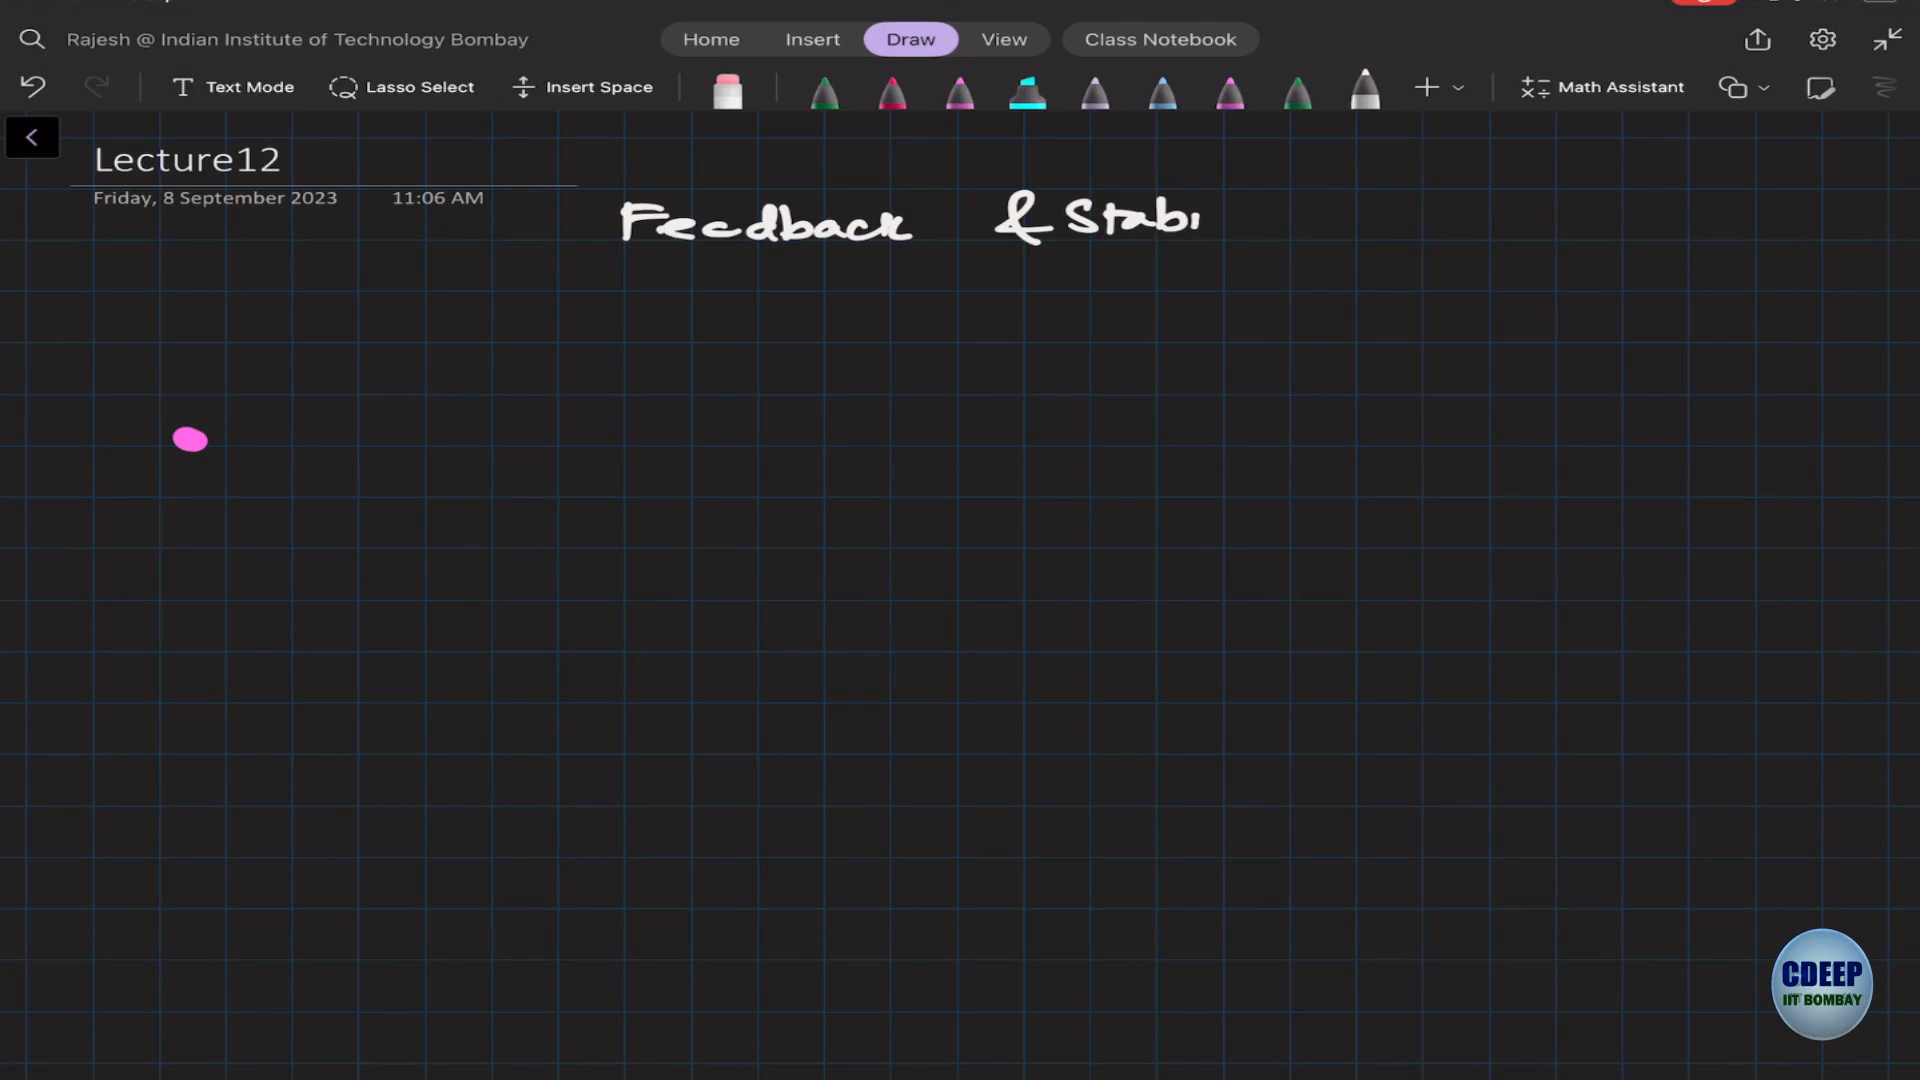 Rajesh @ Indian Institute of Technology Bombay
Home Insert Draw View Class Notebook
Text Mode Lasso Select Insert Space Math Assistant
Lecture12
Friday, 8 September 2023 11:06 AM
Feedback & Stabi
CDEEP
IIT BOMBAY